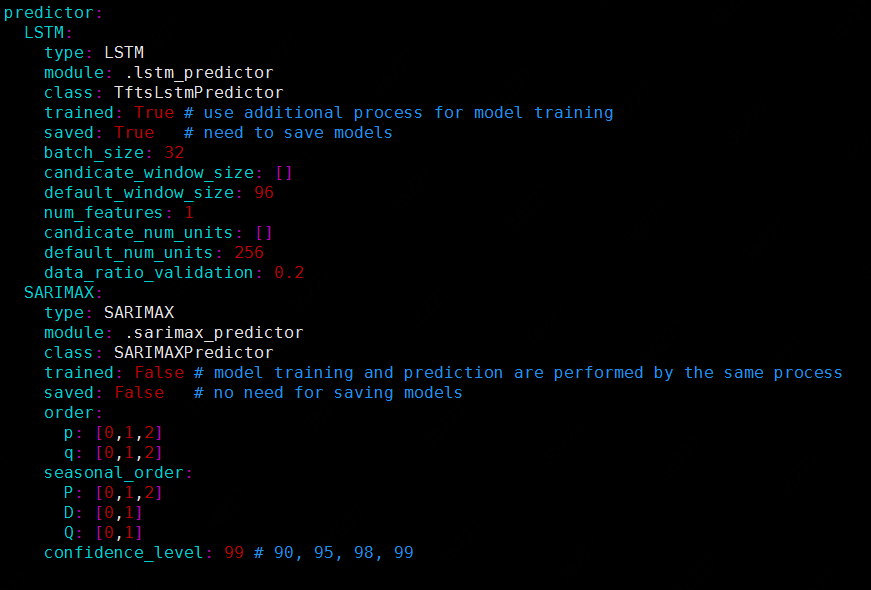 predictor:
  LSTM:
    type: LSTM
    module: .lstm_predictor
    class: TftsLstmPredictor
    trained: True # use additional process for model training
    saved: True   # need to save models
    batch_size: 32
    candicate_window_size: []
    default_window_size: 96
    num_features: 1
    candicate_num_units: []
    default_num_units: 256
    data_ratio_validation: 0.2
  SARIMAX:
    type: SARIMAX
    module: .sarimax_predictor
    class: SARIMAXPredictor
    trained: False # model training and prediction are performed by the same process
    saved: False   # no need for saving models
    order:
      p: [0,1,2]
      q: [0,1,2]
    seasonal_order:
      P: [0,1,2]
      D: [0,1]
      Q: [0,1]
    confidence_level: 99 # 90, 95, 98, 99